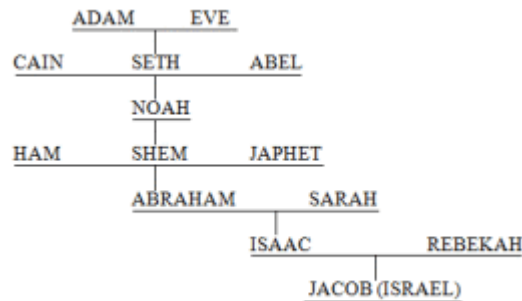 ADAM EVE
CAIN SETH ABEL
NOAH
HAM SHEM JAPHET
ABRAHAM SARAH
ISAAC REBEKAH
JACOB (ISRAEL)